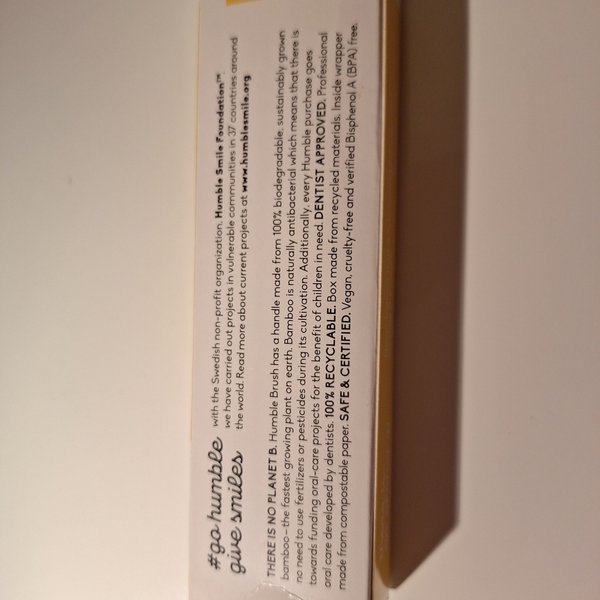 #go humble
give smiles
with the Swedish non-profit organization, Humble Smile Foundation™
we have carried out projects in vulnerable communities in 37 countries around
the world. Read more about current projects at www.humblesmile.org
THERE IS NO PLANET B. Humble Brush has a handle made from 100% biodegradable, sustainably grown
bamboo – the fastest growing plant on earth. Bamboo is naturally antibacterial which means that there is
no need to use fertilizers or pesticides during its cultivation. Additionally, every Humble purchase goes
towards funding oral-care projects for the benefit of children in need. DENTIST APPROVED. Professional
oral care developed by dentists. 100% RECYCLABLE. Box made from recycled materials. Inside wrapper
made from compostable paper. SAFE & CERTIFIED. Vegan, cruelty-free and verified Bisphenol A (BPA) free.